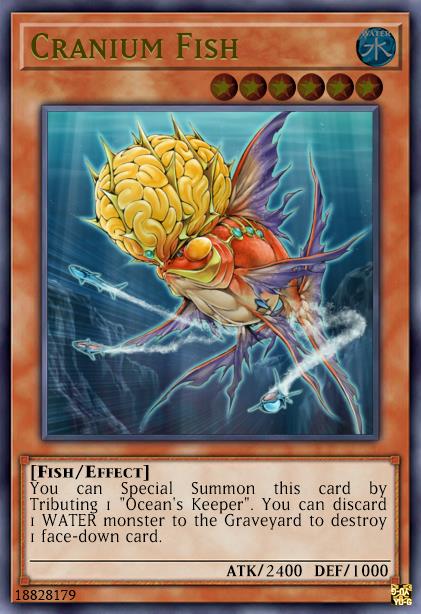 Cranium Fish
WATER
水
[Fish/Effect]
You can Special Summon this card by
Tributing 1 "Ocean's Keeper". You can discard
1 WATER monster to the Graveyard to destroy
1 face-down card.
ATK/2400 DEF/1000
18828179